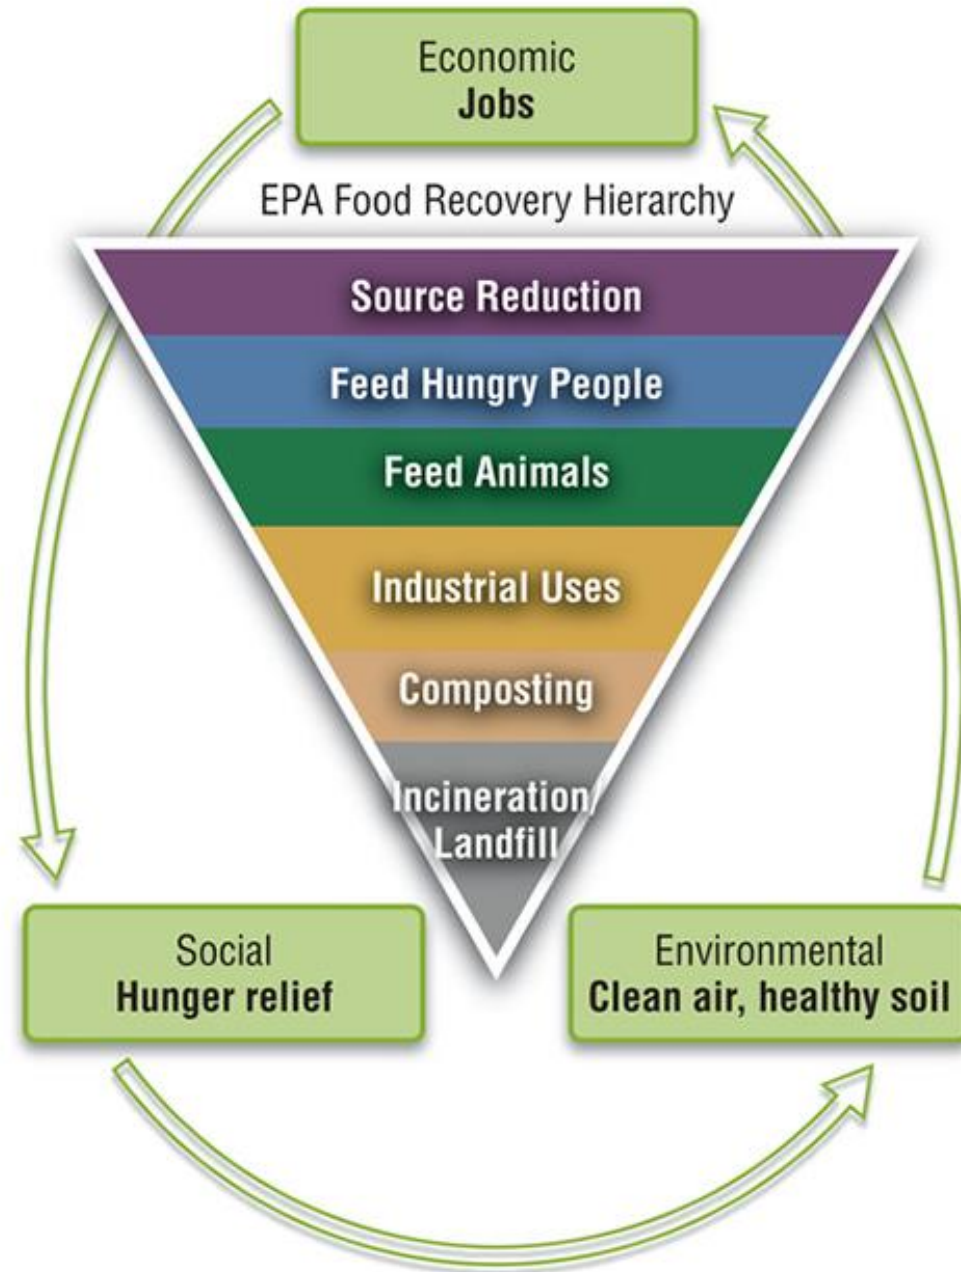 Economic
Jobs
EPA Food Recovery Hierarchy
Source Reduction
Feed Hungry People
Feed Animals
Industrial Uses
Composting
Incineration/
Landfill
Social
Hunger relief
Environmental
Clean air, healthy soil